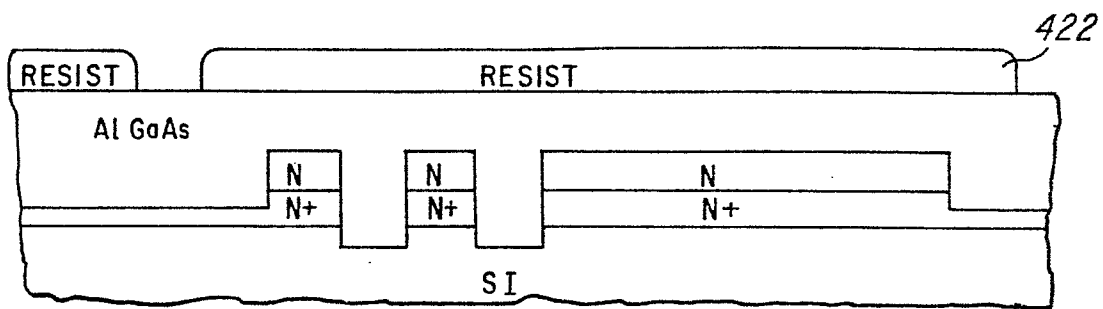 422
RESIST RESIST
Al GaAs
N N N
N+ N+ N+
SI